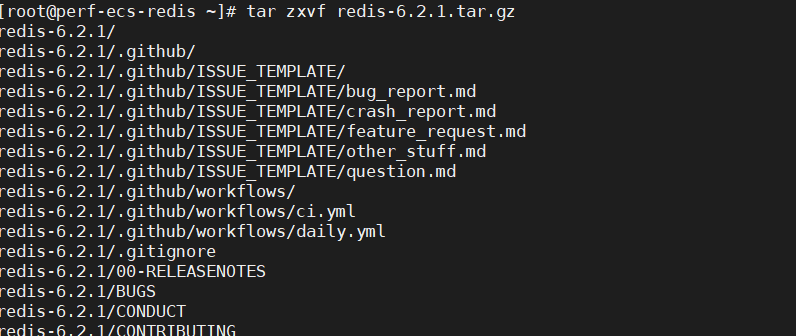 [root@perf-ecs-redis ~]# tar zxvf redis-6.2.1.tar.gz
redis-6.2.1/
redis-6.2.1/.github/
redis-6.2.1/.github/ISSUE_TEMPLATE/
redis-6.2.1/.github/ISSUE_TEMPLATE/bug_report.md
redis-6.2.1/.github/ISSUE_TEMPLATE/crash_report.md
redis-6.2.1/.github/ISSUE_TEMPLATE/feature_request.md
redis-6.2.1/.github/ISSUE_TEMPLATE/other_stuff.md
redis-6.2.1/.github/ISSUE_TEMPLATE/question.md
redis-6.2.1/.github/workflows/
redis-6.2.1/.github/workflows/ci.yml
redis-6.2.1/.github/workflows/daily.yml
redis-6.2.1/.gitignore
redis-6.2.1/00-RELEASENOTES
redis-6.2.1/BUGS
redis-6.2.1/CONDUCT
redis-6.2.1/CONTRIBUTING